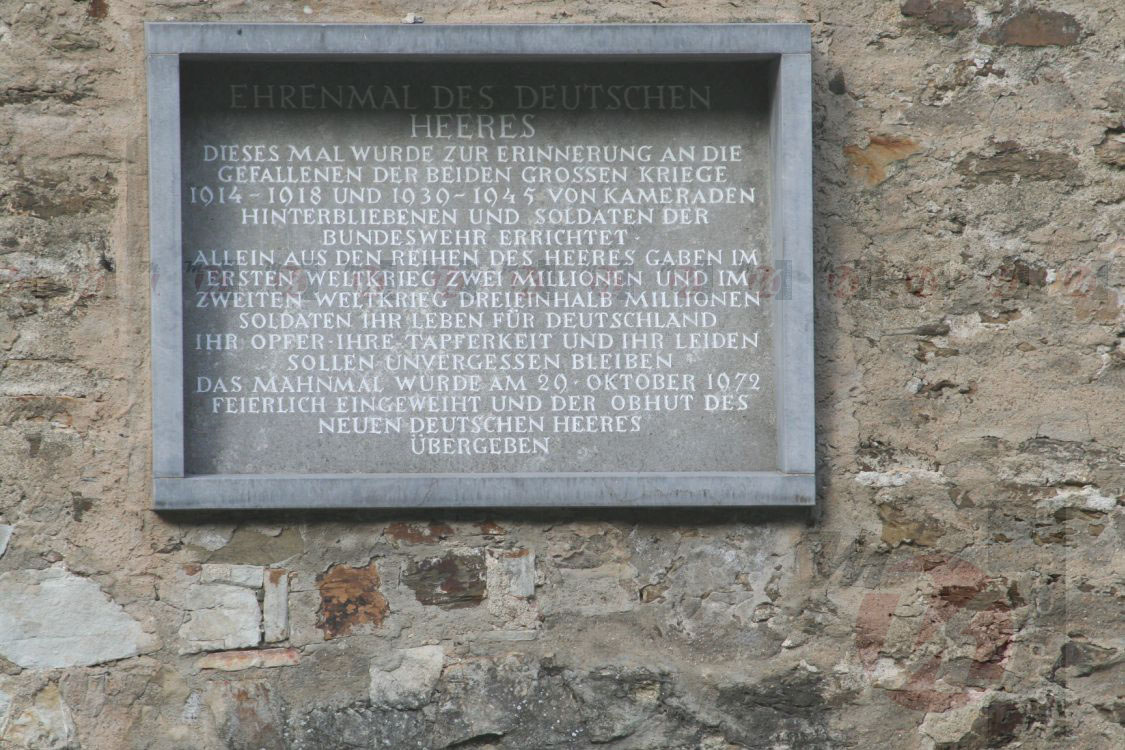 EHRENMAL DES DEUTSCHEN
HEERES
DIESES MAL WURDE ZUR ERINNERUNG AN DIE
GEFALLENEN DER BEIDEN GROSSEN KRIEGE
1914-1918 UND 1939-1945 VON KAMERADEN
HINTERBLIEBENEN UND SOLDATEN DER
BUNDESWEHR ERRICHTET·
ALLEIN AUS DEN REIHEN DES HEERES GABEN IM
ERSTEN WELTKRIEG ZWEI MILLIONEN UND IM
ZWEITEN WELTKRIEG DREIEINHALB MILLIONEN
SOLDATEN IHR LEBEN FÜR DEUTSCHLAND
IHR OPFER·IHRE TAPFERKEIT UND IHR LEIDEN
SOLLEN UNVERGESSEN BLEIBEN
DAS MAHNMAL WURDE AM 29·OKTOBER 1972
FEIERLICH EINGEWEIHT UND DER OBHUT DES
NEUEN DEUTSCHEN HEERES
ÜBERGEBEN